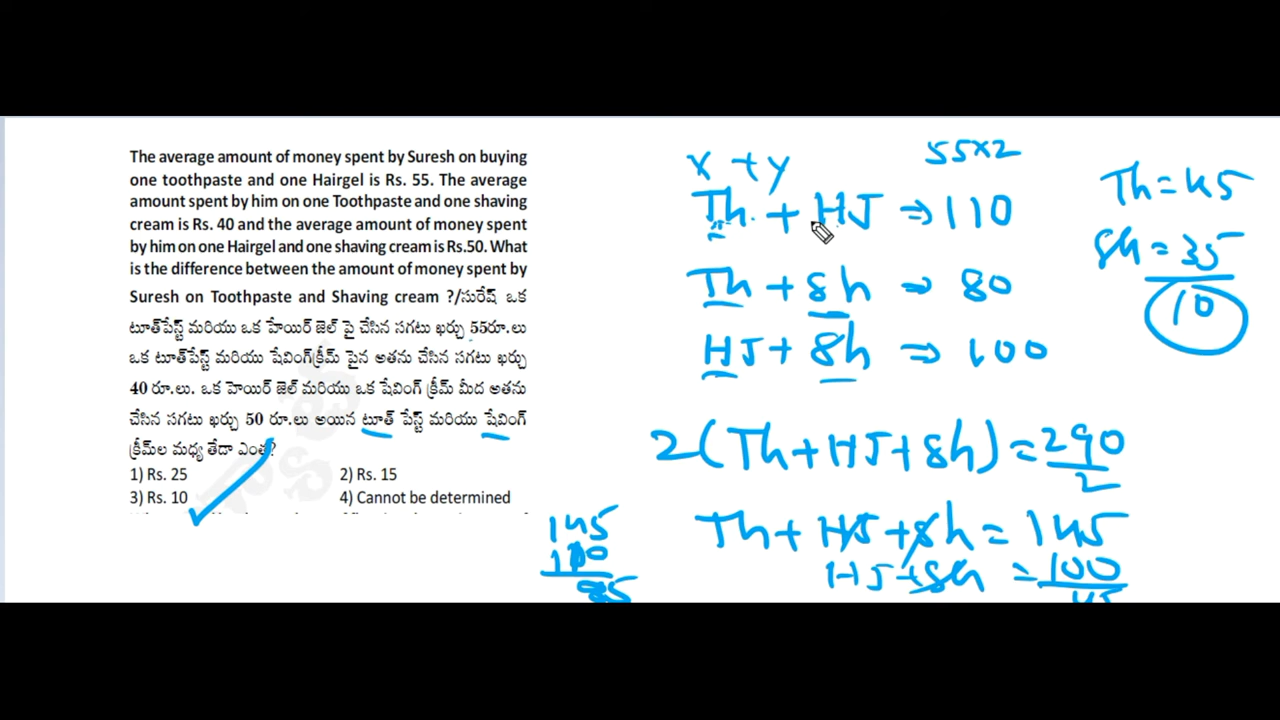 The average amount of money spent by Suresh on buying
one toothpaste and one Hairgel is Rs. 55. The average
amount spent by him on one Toothpaste and one shaving
cream is Rs. 40 and the average amount of money spent
by him on one Hairgel and one shaving cream is Rs.50. What
is the difference between the amount of money spent by
Suresh on Toothpaste and Shaving cream ?/సురేష్ ఒక
టూత్‌పేస్ట్ మరియు ఒక హేయిర్ జెల్ పై చేసిన సగటు ఖర్చు 55రూ.లు
ఒక టూత్‌పేస్ట్ మరియు షేవింగ్‌క్రీమ్ పైన అతను చేసిన సగటు ఖర్చు
40 రూ.లు. ఒక హెయిర్ జెల్ మరియు ఒక షేవింగ్ క్రీమ్ మీద అతను
చేసిన సగటు ఖర్చు 50 రూ.లు అయిన టూత్ పేస్ట్ మరియు షేవింగ్
క్రీమ్‌ల మధ్య తేడా ఎంత?
1) Rs. 25 2) Rs. 15
3) Rs. 10 4) Cannot be determined
x + y 55×2
Th + HJ ⇒ 110
Th + Sh ⇒ 80
HJ + Sh ⇒ 100
2(Th+HJ+Sh) = 290
2
Th + HJ + Sh = 145
HJ + Sh = 100
45
145
110
35
Th = 45
Sh = 35
10